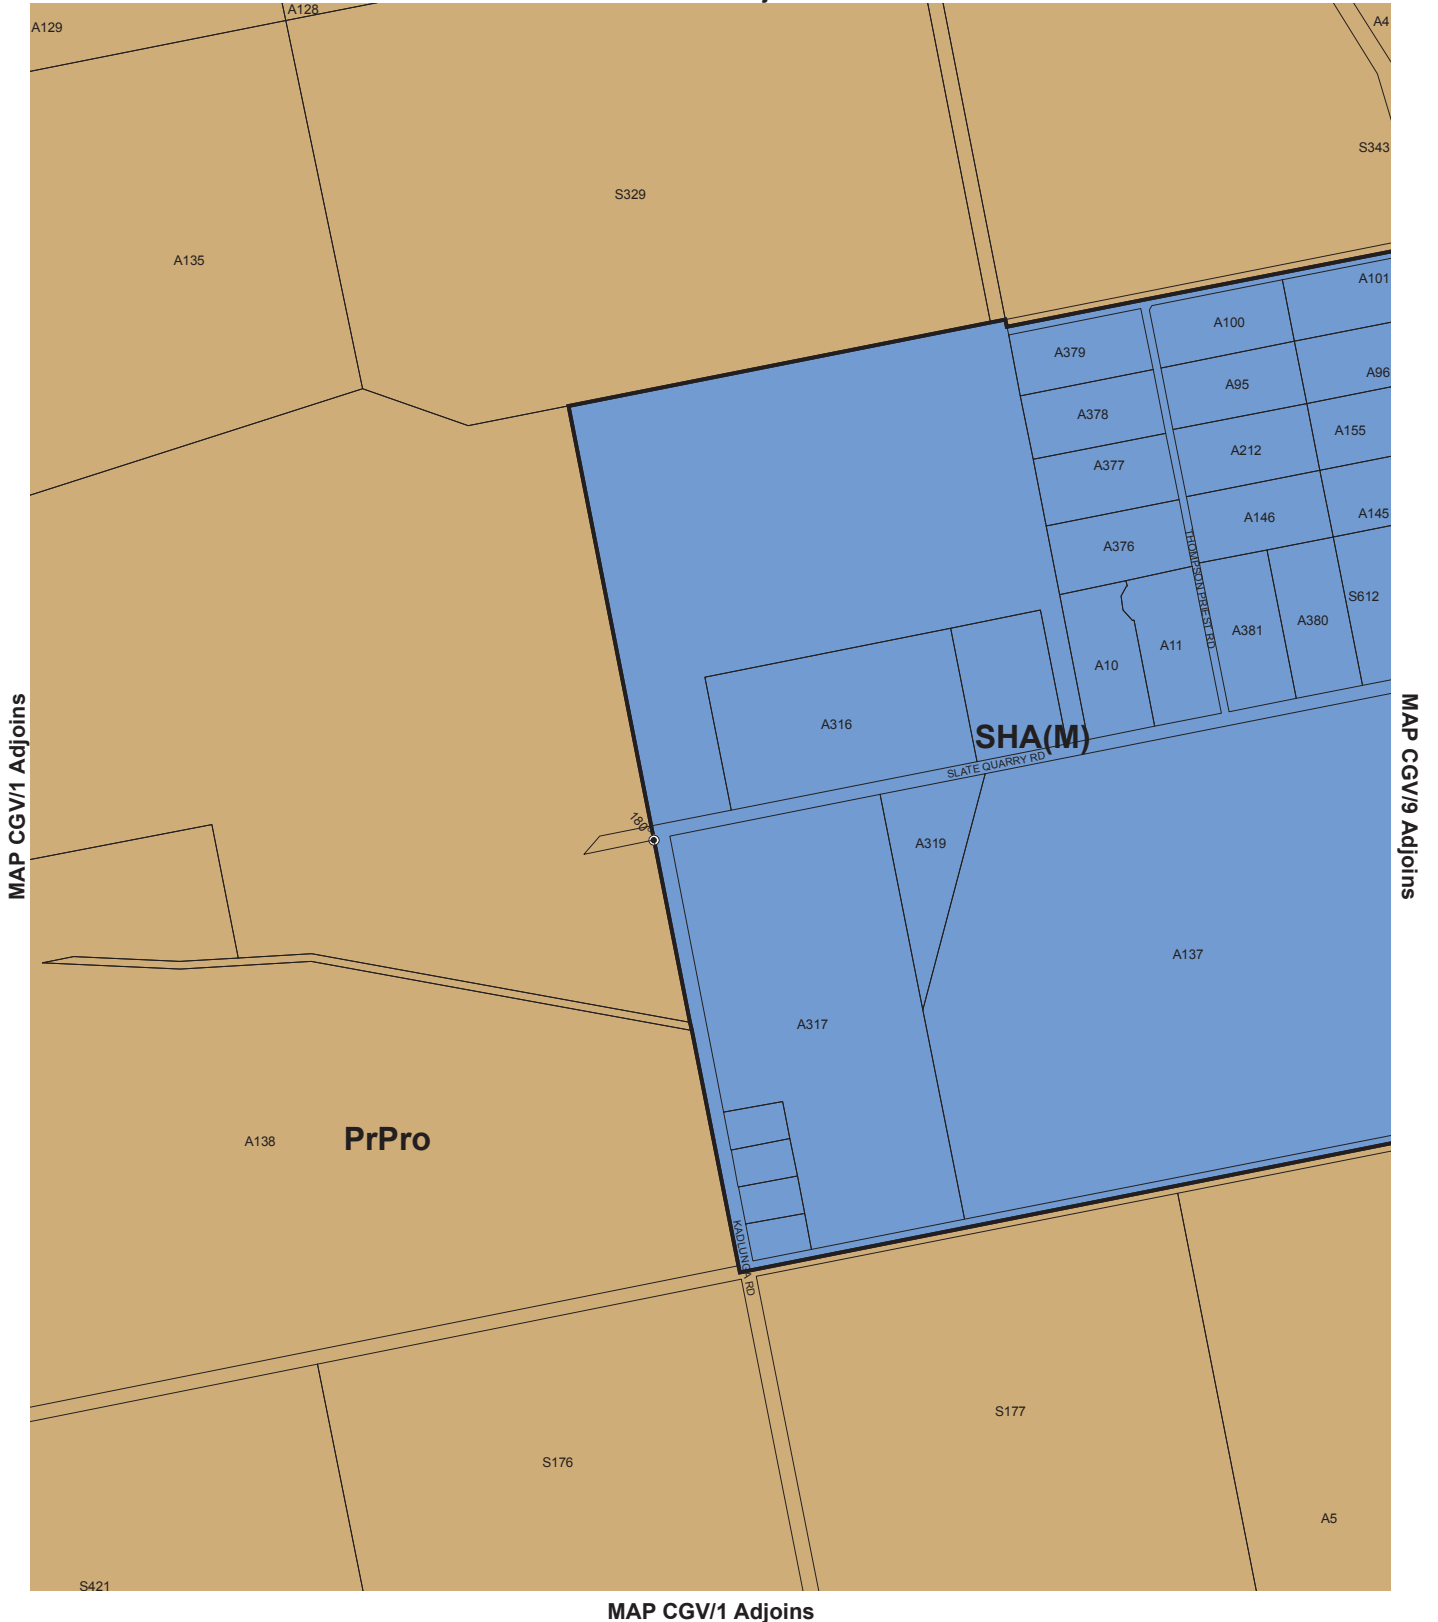 A128
A4
A129
S343
S329
A135
A101
A100
A379
A96
A95
A378
A155
A212
A377
A145
A146
A376
THOMPSON PRIEST RD
S612
A380
A381
A11
A10
MAP CGV/1 Adjoins
MAP CGV/9 Adjoins
A316
SHA(M)
SLATE QUARRY RD
180°
A319
A137
A317
PrPro
A138
KADLUNGA RD
S177
S176
A5
S421
MAP CGV/1 Adjoins